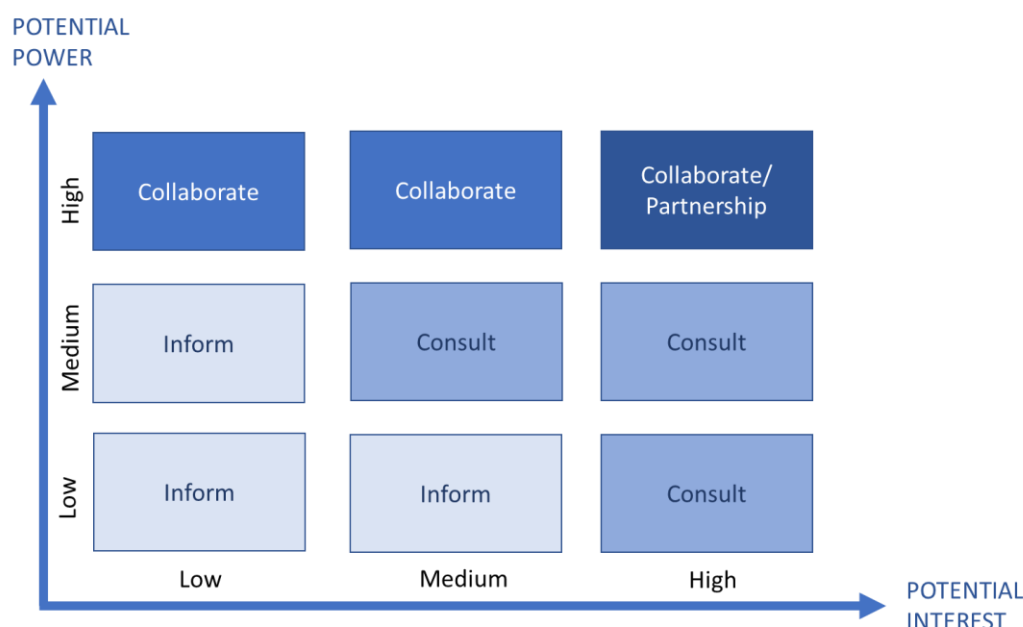 POTENTIAL
POWER
High
Collaborate
Collaborate
Collaborate/
Partnership
Medium
Inform
Consult
Consult
Low
Inform
Inform
Consult
Low
Medium
High
POTENTIAL
INTEREST